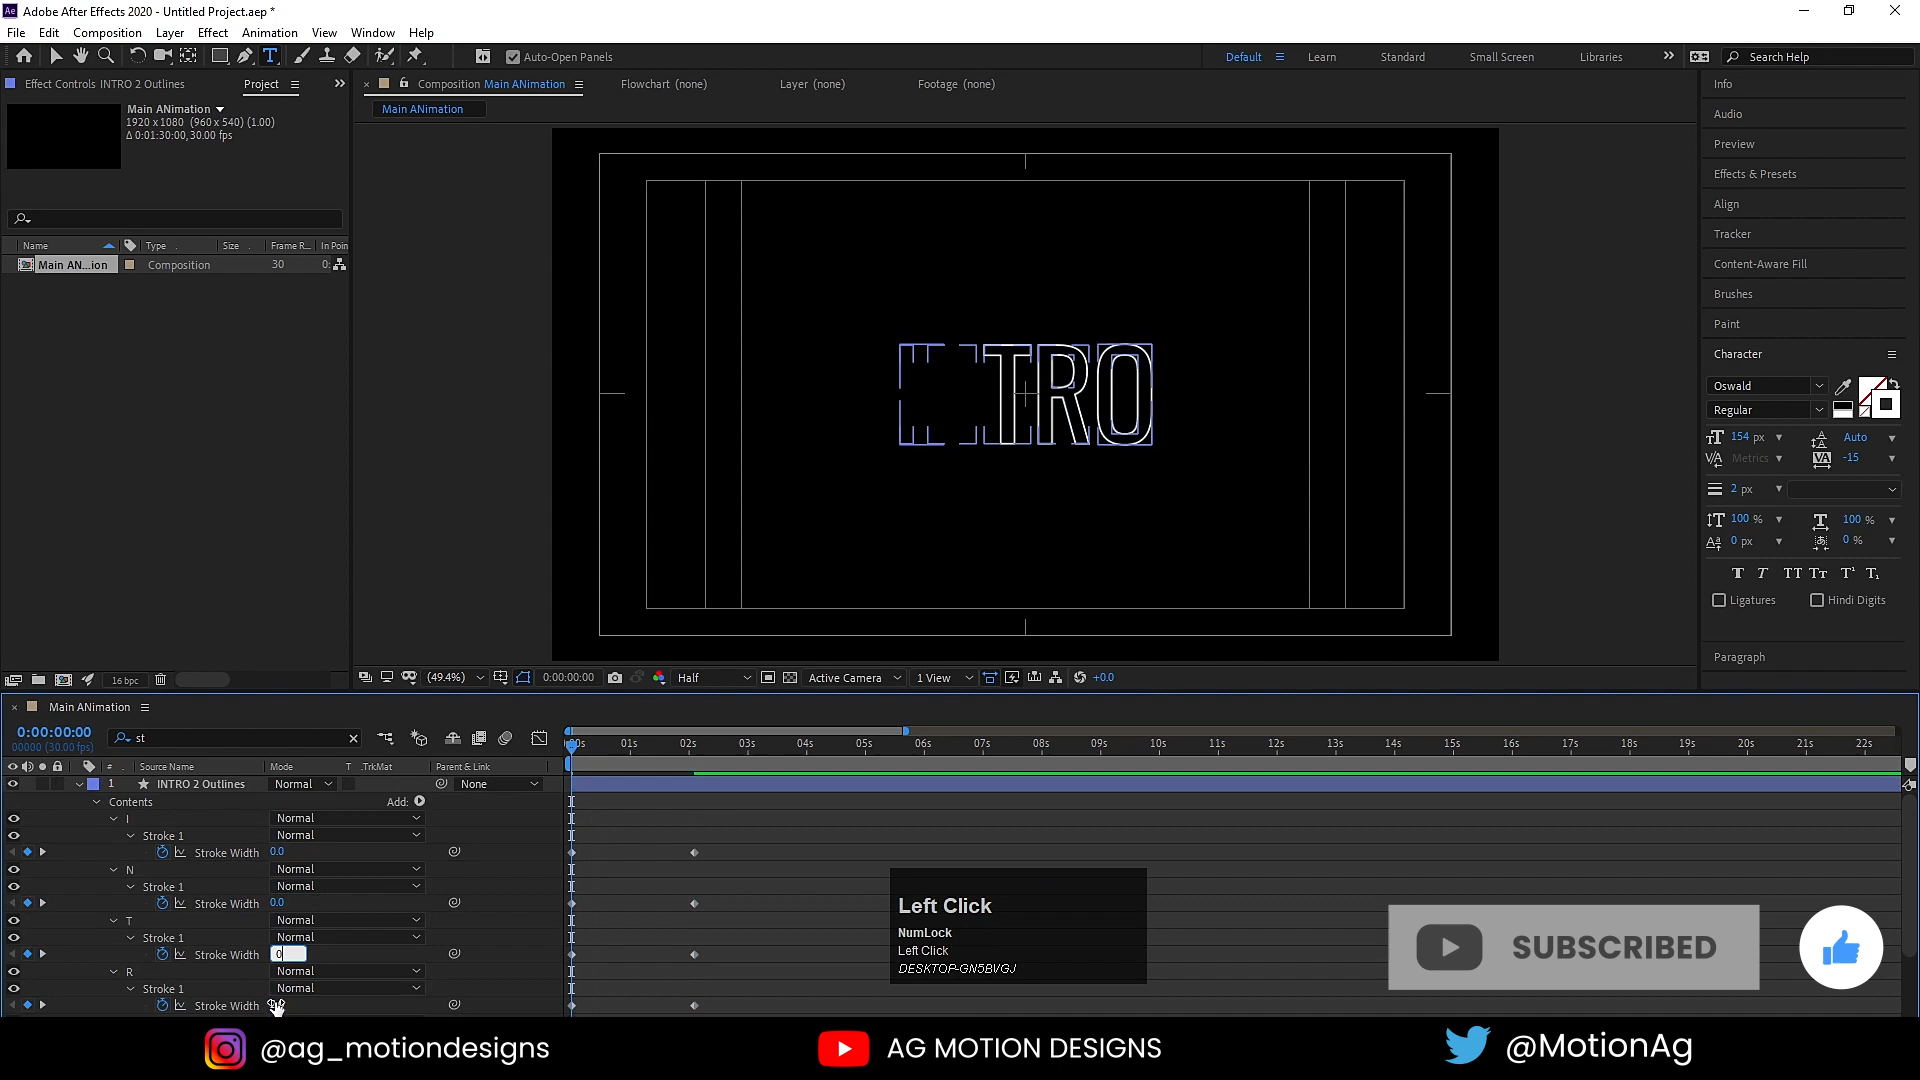 Adobe After Effects 2020 - Untitled Project.aep *
File Edit Composition Layer Effect Animation View Window Help
Auto-Open Panels
Default Learn Standard Small Screen Libraries Search Help
Effect Controls INTRO 2 Outlines Project
Composition Main ANimation Flowchart (none) Layer (none) Footage (none)
Main ANimation
Main ANimation
1920 x 1080 (960 x 540) (1.00)
Δ 0:01:30:00, 30.00 fps
Name Type Size Frame R... In Poin
Main AN...ion Composition 30 0:
TRO
Info
Audio
Preview
Effects & Presets
Align
Tracker
Content-Aware Fill
Brushes
Paint
Character
Oswald
Regular
154 px Auto
Metrics -15
2 px
100 % 100 %
0 px 0 %
T T TT Tт T¹ T₁
Ligatures Hindi Digits
Paragraph
16 bpc
(49.4%) 0:00:00:00 Half Active Camera 1 View +0.0
Main ANimation
0:00:00:00
00000 (30.00 fps)
st
:00s 01s 02s 03s 04s 05s 06s 07s 08s 09s 10s 11s 12s 13s 14s 15s 16s 17s 18s 19s 20s 21s 22s
# Source Name Mode T .TrkMat Parent & Link
1 INTRO 2 Outlines Normal None
Contents Add:
I Normal
Stroke 1 Normal
Stroke Width 0.0
N Normal
Stroke 1 Normal
Stroke Width 0.0
T Normal
Stroke 1 Normal
Stroke Width 0
R Normal
Stroke 1 Normal
Stroke Width
Left Click
NumLock
Left Click
DESKTOP-GN5BVGJ
SUBSCRIBED
@ag_motiondesigns
AG MOTION DESIGNS
@MotionAg